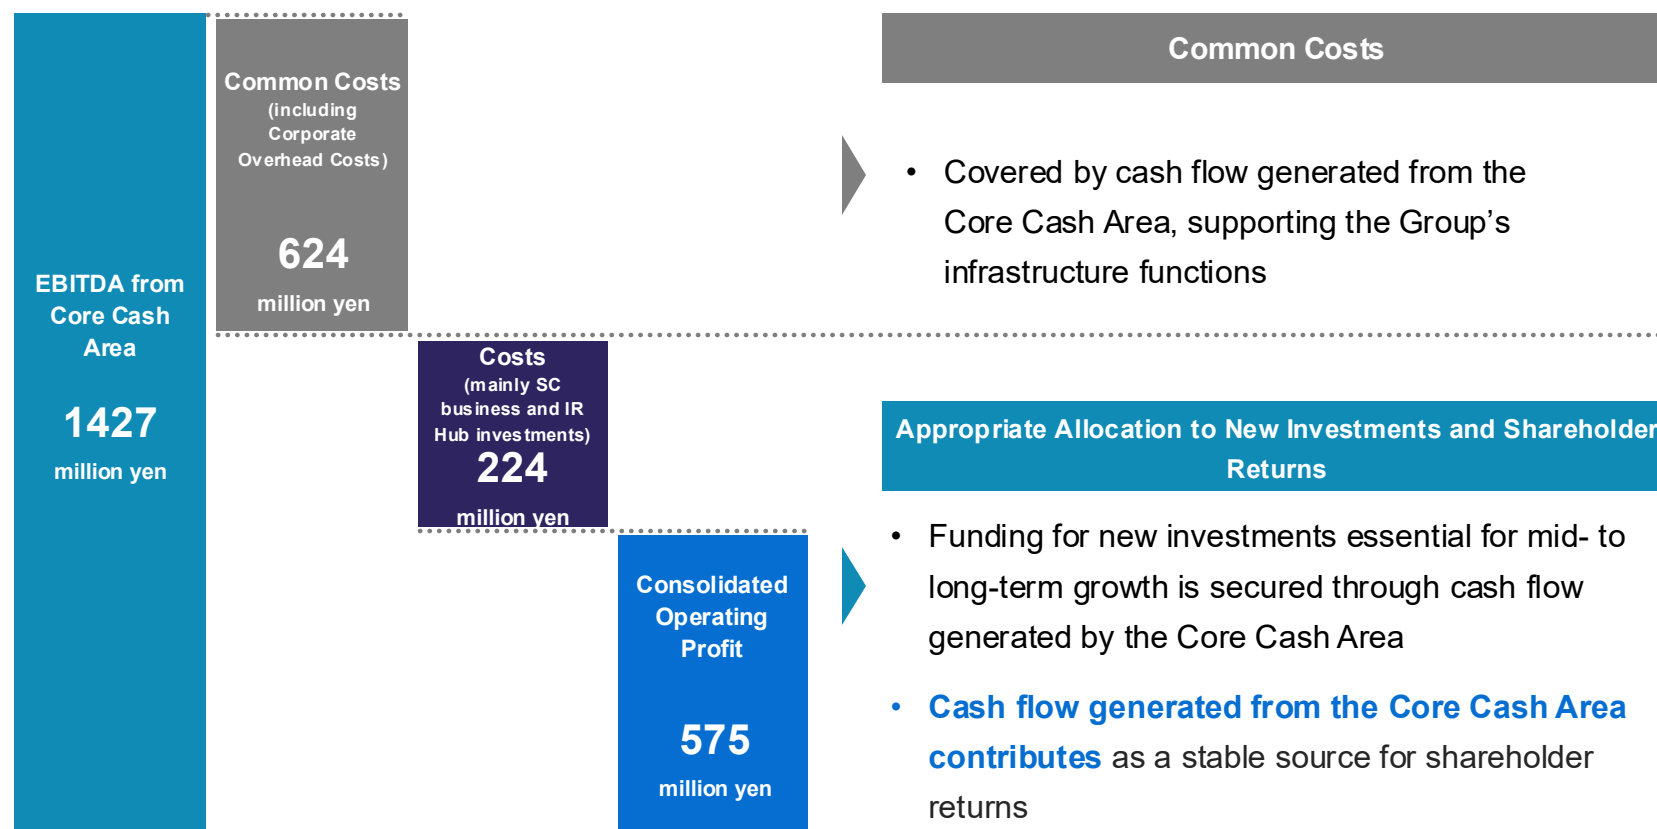 EBITDA from
Core Cash
Area
1427
million yen
Common Costs
(including
Corporate
Overhead Costs)
624
million yen
Costs
(mainly SC
business and IR
Hub investments)
224
million yen
Consolidated
Operating
Profit
575
million yen
Common Costs
• Covered by cash flow generated from the
Core Cash Area, supporting the Group’s
infrastructure functions
Appropriate Allocation to New Investments and Shareholder
Returns
• Funding for new investments essential for mid- to
long-term growth is secured through cash flow
generated by the Core Cash Area
• Cash flow generated from the Core Cash Area
contributes as a stable source for shareholder
returns